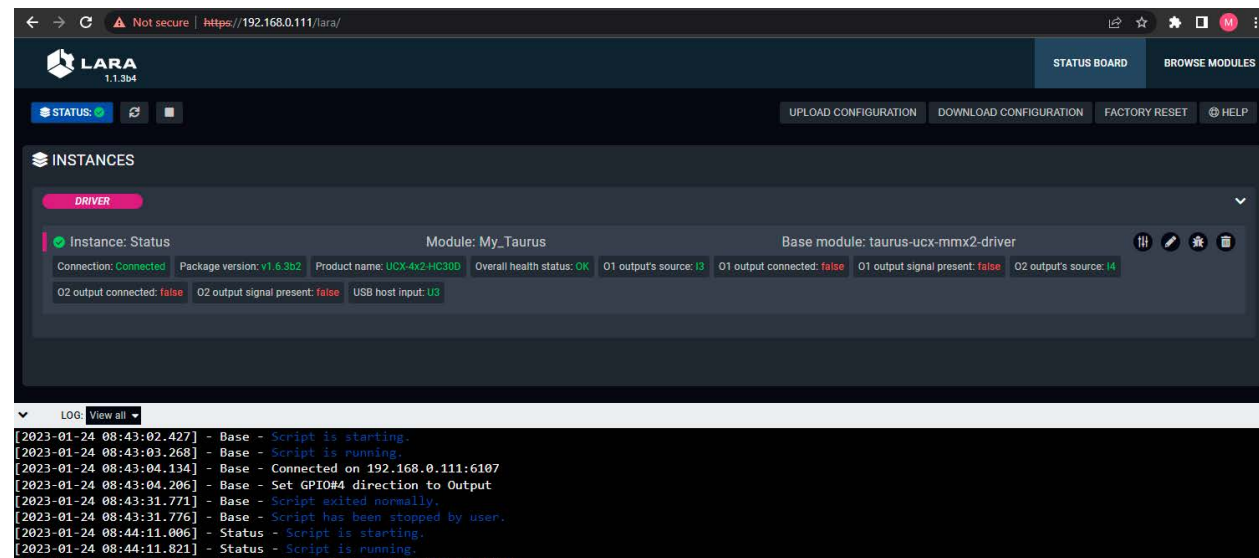 Not secure | https://192.168.0.111/lara/
M
LARA
1.1.3b4
STATUS BOARD BROWSE MODULES
STATUS: UPLOAD CONFIGURATION DOWNLOAD CONFIGURATION FACTORY RESET HELP
INSTANCES
DRIVER
Instance: Status Module: My_Taurus Base module: taurus-ucx-mmx2-driver
Connection: Connected Package version: v1.6.3b2 Product name: UCX-4x2-HC30D Overall health status: OK O1 output's source: I3 O1 output connected: false O1 output signal present: false O2 output's source: I4
O2 output connected: false O2 output signal present: false USB host input: U3
LOG: View all
[2023-01-24 08:43:02.427] - Base - Script is starting.
[2023-01-24 08:43:03.268] - Base - Script is running.
[2023-01-24 08:43:04.134] - Base - Connected on 192.168.0.111:6107
[2023-01-24 08:43:04.206] - Base - Set GPIO#4 direction to Output
[2023-01-24 08:43:31.771] - Base - Script exited normally.
[2023-01-24 08:43:31.776] - Base - Script has been stopped by user.
[2023-01-24 08:44:11.006] - Status - Script is starting.
[2023-01-24 08:44:11.821] - Status - Script is running.